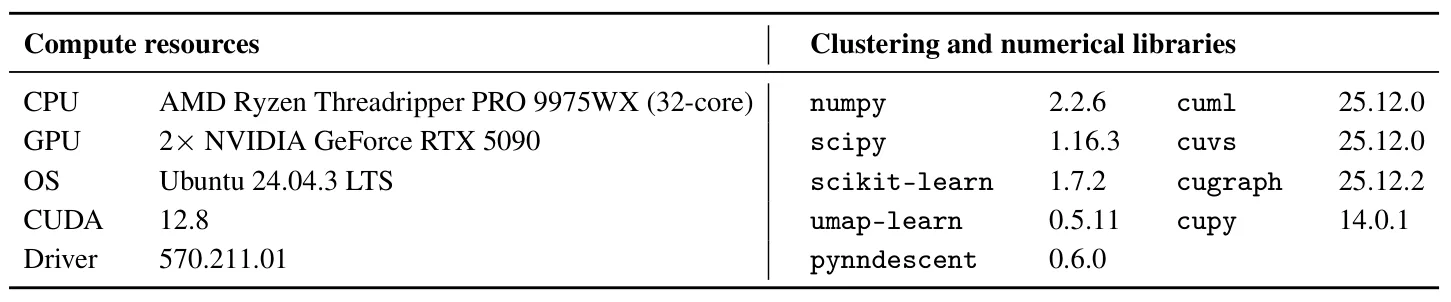 Compute resources Clustering and numerical libraries
CPU AMD Ryzen Threadripper PRO 9975WX (32-core) numpy 2.2.6 cuml 25.12.0
GPU 2× NVIDIA GeForce RTX 5090 scipy 1.16.3 cuvs 25.12.0
OS Ubuntu 24.04.3 LTS scikit-learn 1.7.2 cugraph 25.12.2
CUDA 12.8 umap-learn 0.5.11 cupy 14.0.1
Driver 570.211.01 pynndescent 0.6.0